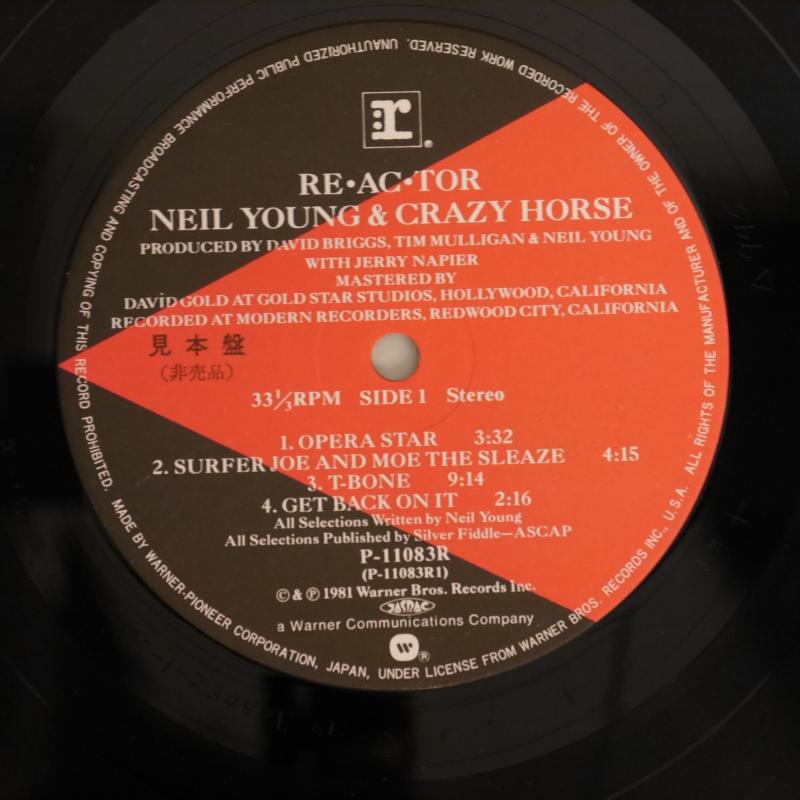 r®
RE•AC•TOR
NEIL YOUNG & CRAZY HORSE
PRODUCED BY DAVID BRIGGS, TIM MULLIGAN & NEIL YOUNG
WITH JERRY NAPIER
MASTERED BY
DAVID GOLD AT GOLD STAR STUDIOS, HOLLYWOOD, CALIFORNIA
RECORDED AT MODERN RECORDERS, REDWOOD CITY, CALIFORNIA
見本盤
(非売品)
33 1/3 RPM SIDE 1 Stereo
1. OPERA STAR 3:32
2. SURFER JOE AND MOE THE SLEAZE 4:15
3. T-BONE 9:14
4. GET BACK ON IT 2:16
All Selections Written by Neil Young
All Selections Published by Silver Fiddle—ASCAP
P-11083R
(P-11083R1)
© & ℗ 1981 Warner Bros. Records Inc.
JASRAC
a Warner Communications Company
W®
MADE BY WARNER-PIONEER CORPORATION, JAPAN, UNDER LICENSE FROM WARNER BROS. RECORDS INC., U.S.A. ALL RIGHTS OF THE MANUFACTURER AND OF THE OWNER OF THE RECORDED WORK RESERVED. UNAUTHORIZED PUBLIC PERFORMANCE BROADCASTING AND COPYING OF THIS RECORD PROHIBITED.